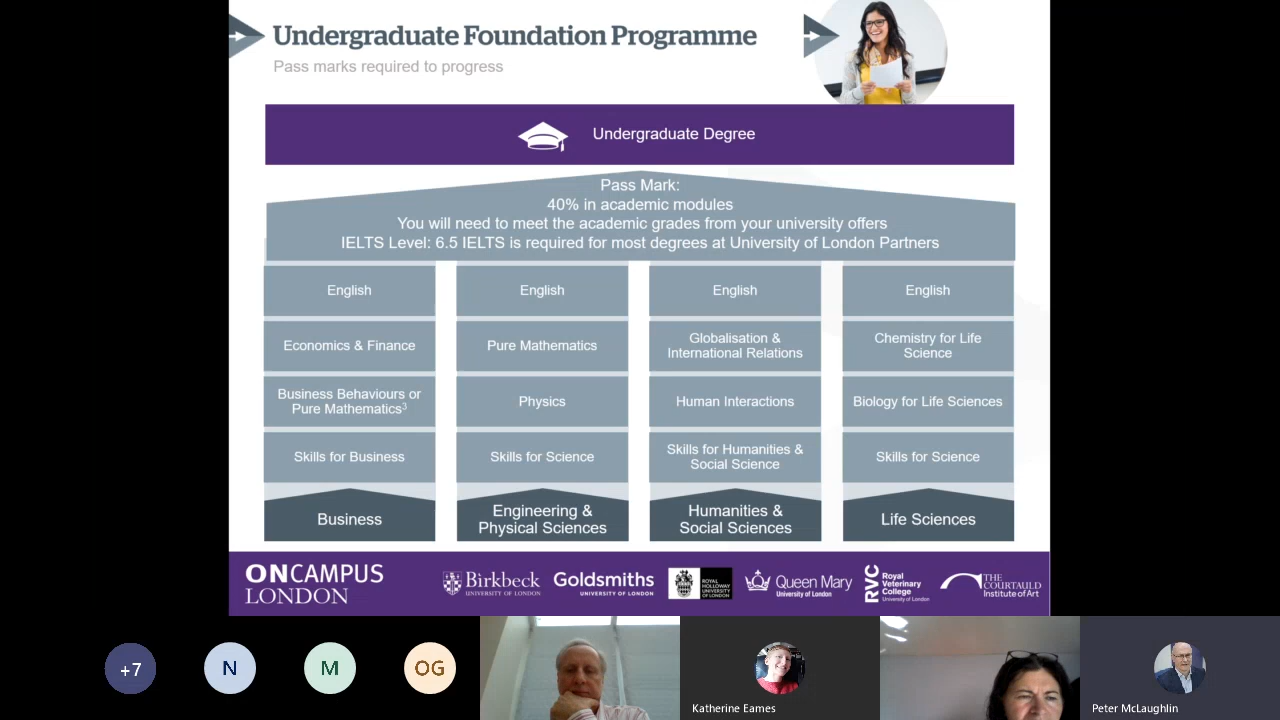 Undergraduate Foundation Programme
Pass marks required to progress
Undergraduate Degree
Pass Mark:
40% in academic modules
You will need to meet the academic grades from your university offers
IELTS Level: 6.5 IELTS is required for most degrees at University of London Partners
English
English
English
English
Economics & Finance
Pure Mathematics
Globalisation &
International Relations
Chemistry for Life
Science
Business Behaviours or
Pure Mathematics3
Physics
Human Interactions
Biology for Life Sciences
Skills for Business
Skills for Science
Skills for Humanities &
Social Science
Skills for Science
Business
Engineering &
Physical Sciences
Humanities &
Social Sciences
Life Sciences
ONCAMPUS
LONDON
Birkbeck
UNIVERSITY OF LONDON
Goldsmiths
UNIVERSITY OF LONDON
ROYAL
HOLLOWAY
UNIVERSITY
OF LONDON
Queen Mary
University of London
RVC
Royal
Veterinary
College
University of London
THE
COURTAULD
Institute of Art
+7
N
M
OG
Katherine Eames
Peter McLaughlin